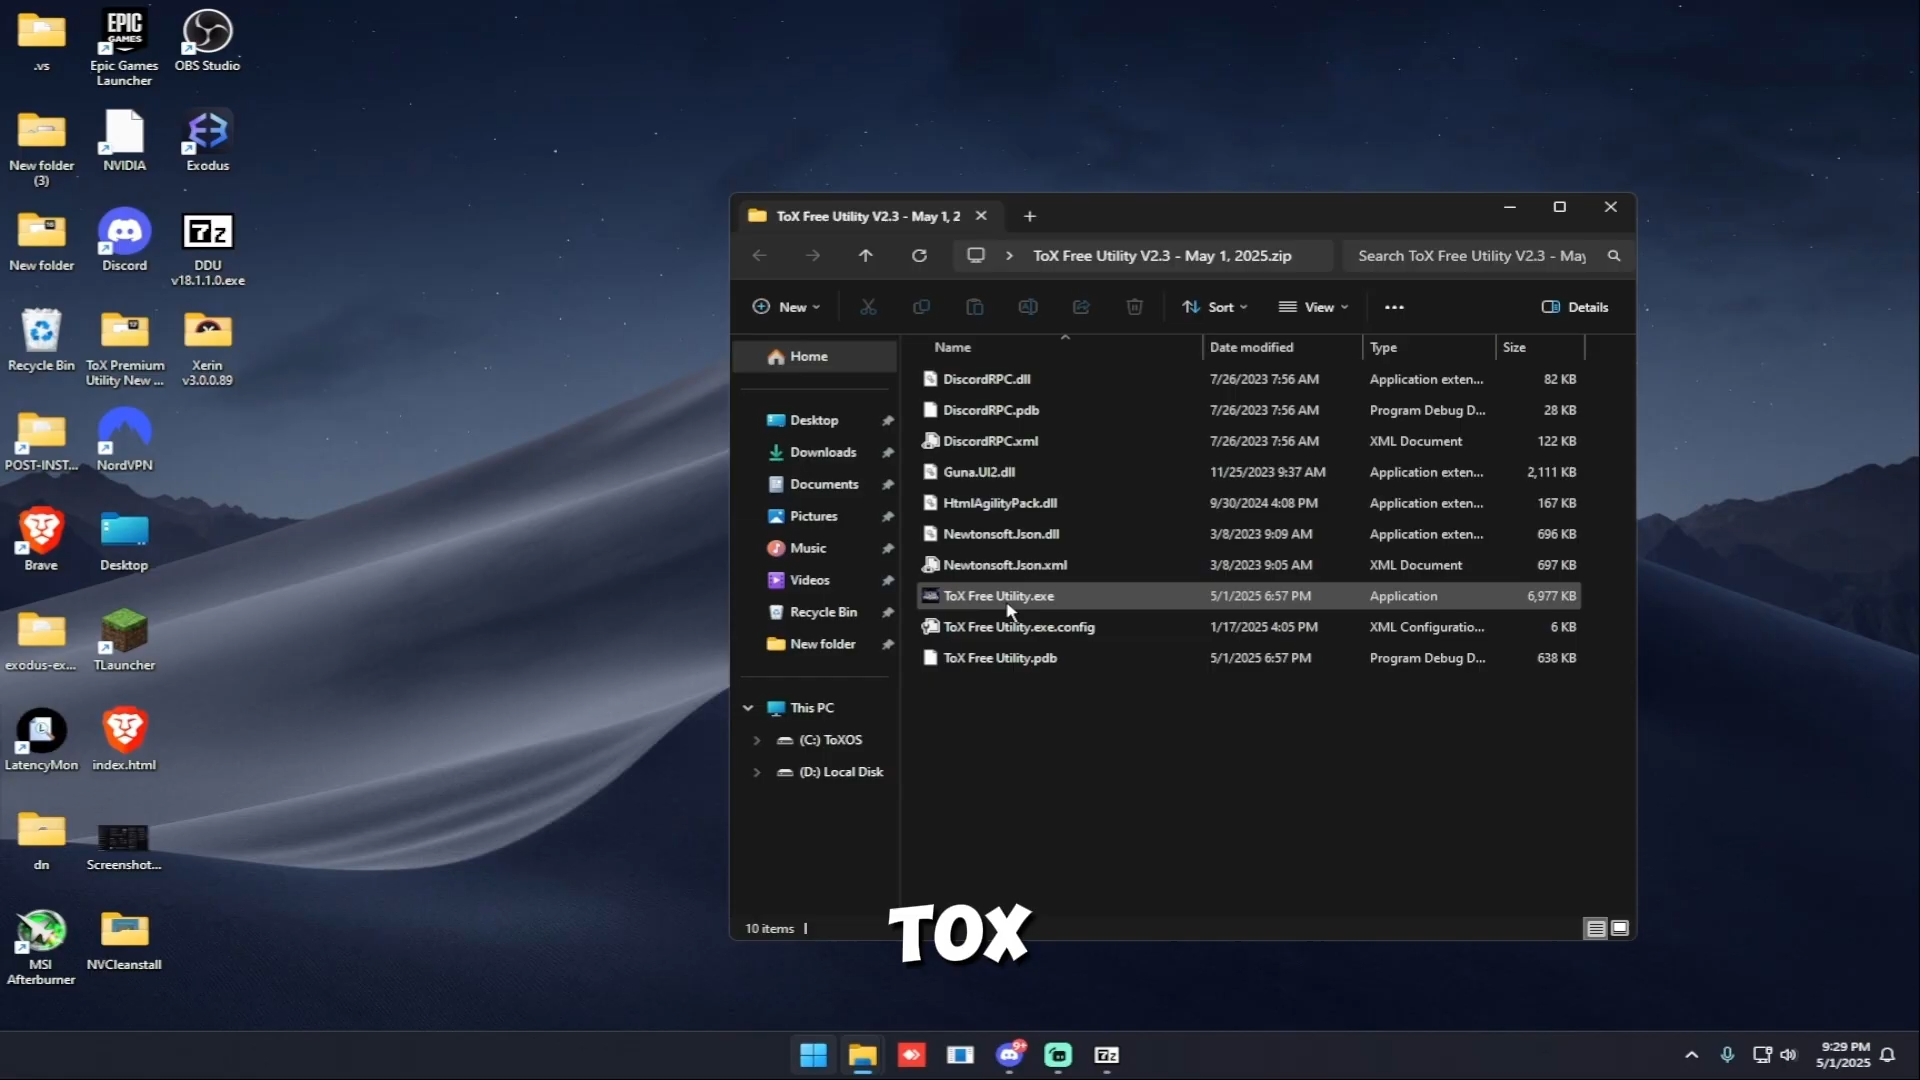 .vs
EPIC
GAMES
Epic Games
Launcher
OBS Studio
New folder
(3)
NVIDIA
Exodus
New folder
Discord
7z
DDU
v18.1.1.0.exe
Recycle Bin
ToX Premium
Utility New ...
Xerin
v3.0.0.89
POST-INST...
NordVPN
Brave
Desktop
exodus-ex...
TLauncher
LatencyMon
index.html
dn
Screenshot...
MSI
Afterburner
NVCleanstall
ToX Free Utility V2.3 - May 1, 2
ToX Free Utility V2.3 - May 1, 2025.zip
Search ToX Free Utility V2.3 - May
New
Sort
View
Details
Home
Desktop
Downloads
Documents
Pictures
Music
Videos
Recycle Bin
New folder
This PC
(C:) ToXOS
(D:) Local Disk
Name Date modified Type Size
DiscordRPC.dll 7/26/2023 7:56 AM Application exten... 82 KB
DiscordRPC.pdb 7/26/2023 7:56 AM Program Debug D... 28 KB
DiscordRPC.xml 7/26/2023 7:56 AM XML Document 122 KB
Guna.UI2.dll 11/25/2023 9:37 AM Application exten... 2,111 KB
HtmlAgilityPack.dll 9/30/2024 4:08 PM Application exten... 167 KB
Newtonsoft.Json.dll 3/8/2023 9:09 AM Application exten... 696 KB
Newtonsoft.Json.xml 3/8/2023 9:05 AM XML Document 697 KB
ToX Free Utility.exe 5/1/2025 6:57 PM Application 6,977 KB
ToX Free Utility.exe.config 1/17/2025 4:05 PM XML Configuratio... 6 KB
ToX Free Utility.pdb 5/1/2025 6:57 PM Program Debug D... 638 KB
10 items
TOX
9+
7z
9:29 PM
5/1/2025